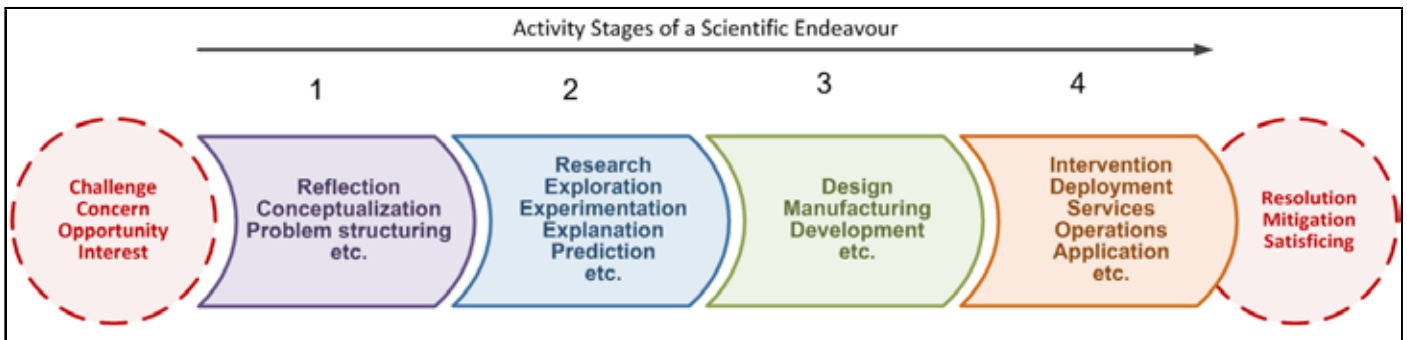 Activity Stages of a Scientific Endeavour
1
2
3
4
Challenge
Concern
Opportunity
Interest
Reflection
Conceptualization
Problem structuring
etc.
Research
Exploration
Experimentation
Explanation
Prediction
etc.
Design
Manufacturing
Development
etc.
Intervention
Deployment
Services
Operations
Application
etc.
Resolution
Mitigation
Satisficing